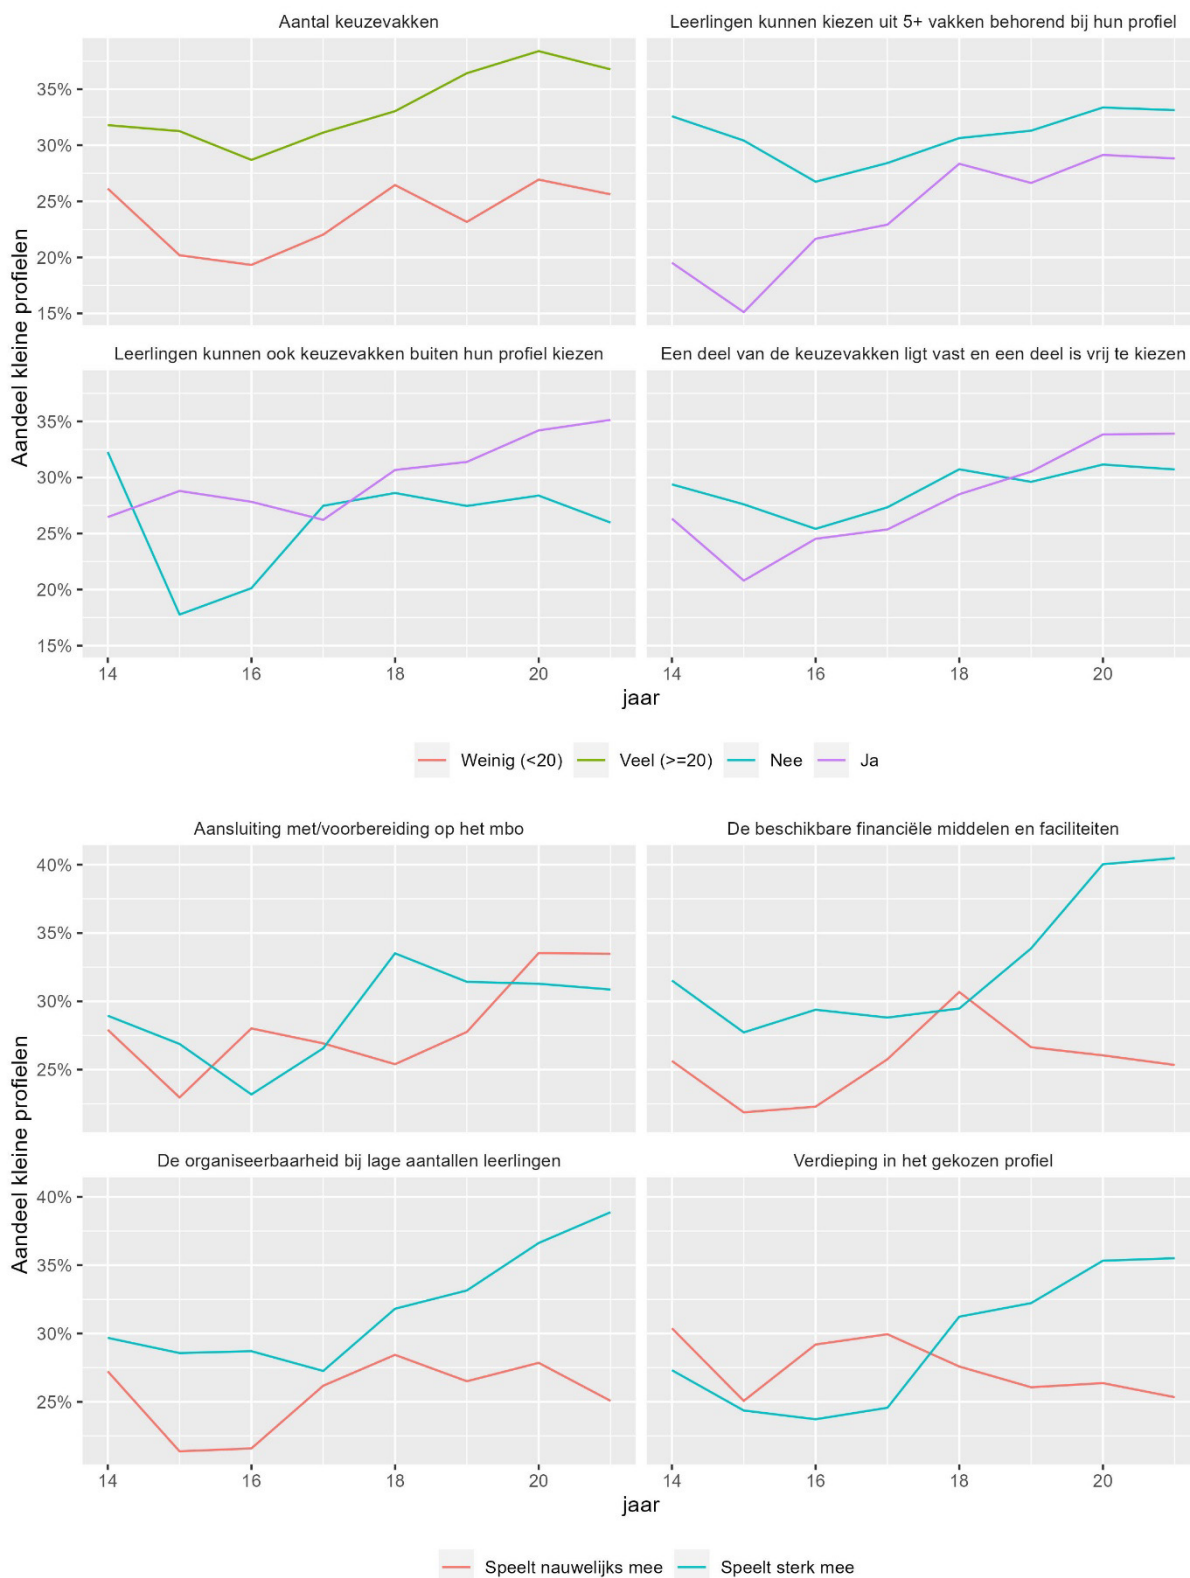 Aantal keuzevakken
Leerlingen kunnen kiezen uit 5+ vakken behorend bij hun profiel
35%
30%
25%
20%
15%
Aandeel kleine profielen
Leerlingen kunnen ook keuzevakken buiten hun profiel kiezen
Een deel van de keuzevakken ligt vast en een deel is vrij te kiezen
35%
30%
25%
20%
15%
14 16 18 20
14 16 18 20
jaar
Weinig (<20) Veel (>=20) Nee Ja
Aansluiting met/voorbereiding op het mbo
De beschikbare financiële middelen en faciliteiten
40%
35%
30%
25%
Aandeel kleine profielen
De organiseerbaarheid bij lage aantallen leerlingen
Verdieping in het gekozen profiel
40%
35%
30%
25%
14 16 18 20
14 16 18 20
jaar
Speelt nauwelijks mee Speelt sterk mee